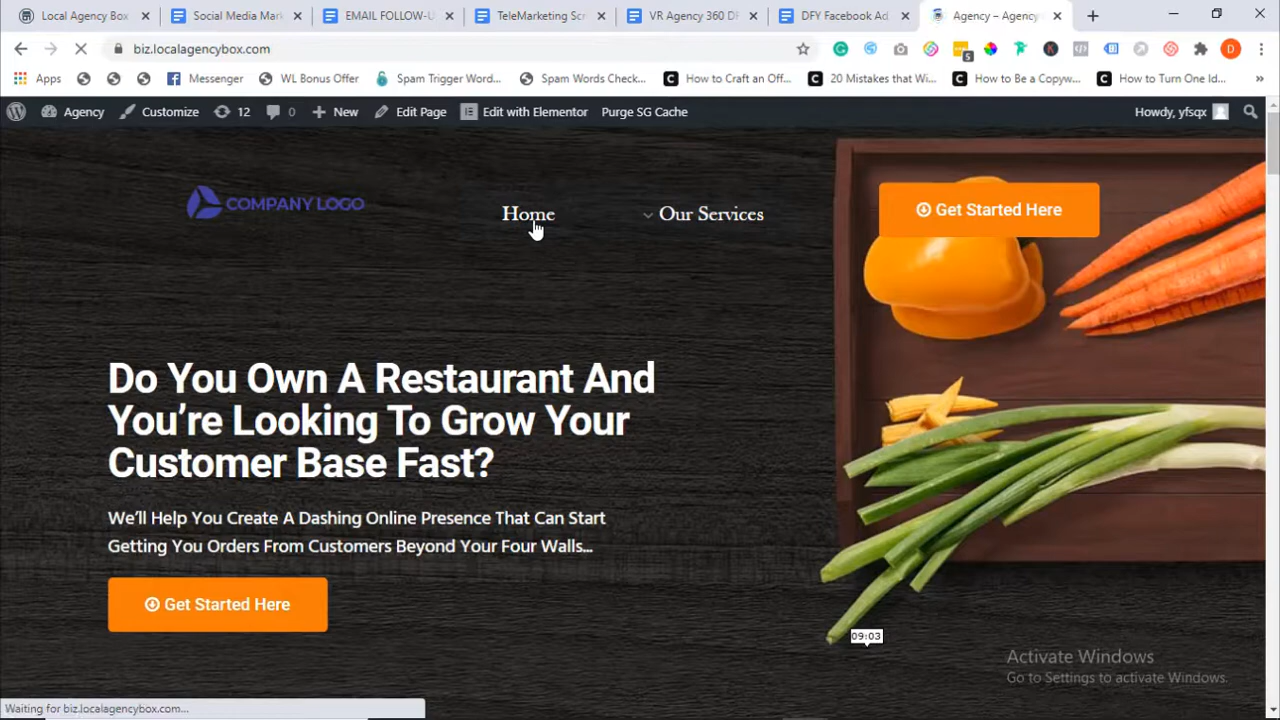 Local Agency Box
Social Media Mark
EMAIL FOLLOW-U
TeleMarketing Scr
VR Agency 360 DF
DFY Facebook Ad
Agency – Agency
biz.localagencybox.com
5
D
Apps
Messenger
WL Bonus Offer
Spam Trigger Word...
Spam Words Check...
How to Craft an Off...
20 Mistakes that Wi...
How to Be a Copyw...
How to Turn One Id...
Agency
Customize
12
0
New
Edit Page
Edit with Elementor
Purge SG Cache
Howdy, yfsqx
COMPANY LOGO
Home
Our Services
Get Started Here
Do You Own A Restaurant And
You’re Looking To Grow Your
Customer Base Fast?
We’ll Help You Create A Dashing Online Presence That Can Start
Getting You Orders From Customers Beyond Your Four Walls...
Get Started Here
09:03
Activate Windows
Go to Settings to activate Windows.
Waiting for biz.localagencybox.com...